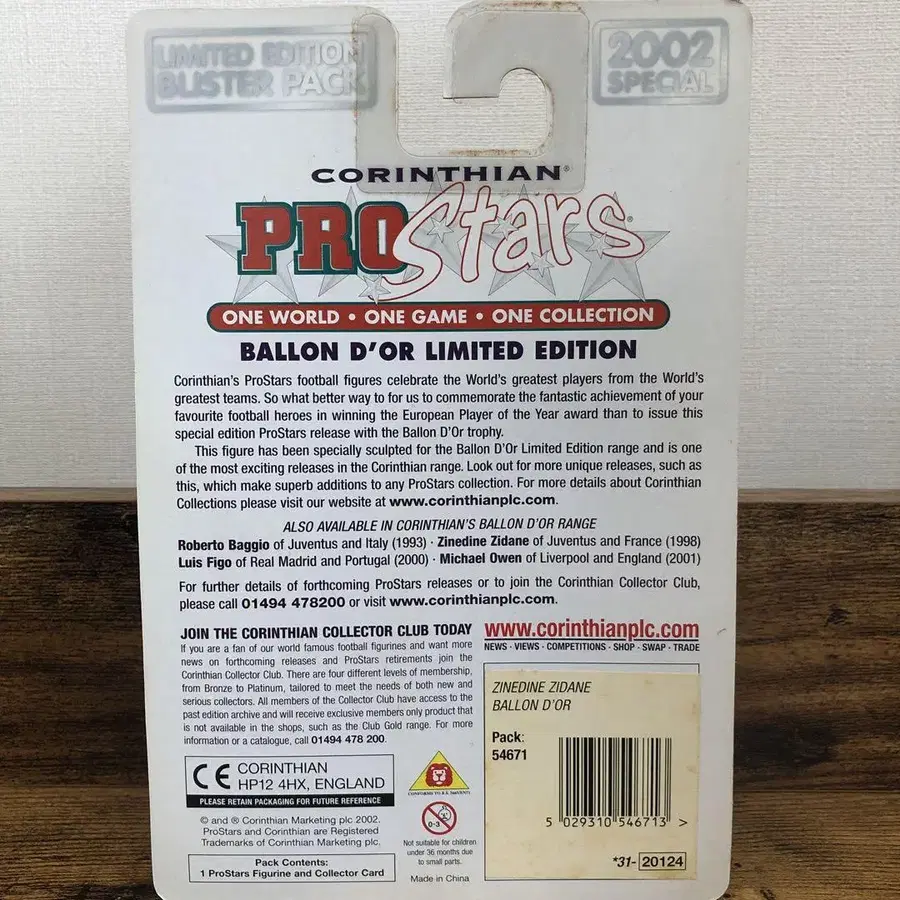 LIMITED EDITION
BLISTER PACK
2002
SPECIAL
CORINTHIAN®
PROStars®
ONE WORLD • ONE GAME • ONE COLLECTION
BALLON D'OR LIMITED EDITION
Corinthian's ProStars football figures celebrate the World's greatest players from the World's
greatest teams. So what better way to for us to commemorate the fantastic achievement of your
favourite football heroes in winning the European Player of the Year award than to issue this
special edition ProStars release with the Ballon D'Or trophy.
This figure has been specially sculpted for the Ballon D'Or Limited Edition range and is one
of the most exciting releases in the Corinthian range. Look out for more unique releases, such as
this, which make superb additions to any ProStars collection. For more details about Corinthian
Collections please visit our website at www.corinthianplc.com.
ALSO AVAILABLE IN CORINTHIAN'S BALLON D'OR RANGE
Roberto Baggio of Juventus and Italy (1993) · Zinedine Zidane of Juventus and France (1998)
Luis Figo of Real Madrid and Portugal (2000) · Michael Owen of Liverpool and England (2001)
For further details of forthcoming ProStars releases or to join the Corinthian Collector Club,
please call 01494 478200 or visit www.corinthianplc.com.
JOIN THE CORINTHIAN COLLECTOR CLUB TODAY
If you are a fan of our world famous football figurines and want more
news on forthcoming releases and ProStars retirements join the
Corinthian Collector Club. There are four different levels of membership,
from Bronze to Platinum, tailored to meet the needs of both new and
serious collectors. All members of the Collector Club have access to the
past edition archive and will receive exclusive members only product that
is not available in the shops, such as the Club Gold range. For more
information or a catalogue, call 01494 478 200.
www.corinthianplc.com
NEWS · VIEWS · COMPETITIONS · SHOP · SWAP · TRADE
ZINEDINE ZIDANE
BALLON D'OR
Pack:
54671
5 029310 546713 >
*31- 20124
CE CORINTHIAN
HP12 4HX, ENGLAND
PLEASE RETAIN PACKAGING FOR FUTURE REFERENCE
© and ® Corinthian Marketing plc 2002.
ProStars and Corinthian are Registered
Trademarks of Corinthian Marketing plc.
Pack Contents:
1 ProStars Figurine and Collector Card
0-3
Not suitable for children
under 36 months due
to small parts.
Made in China